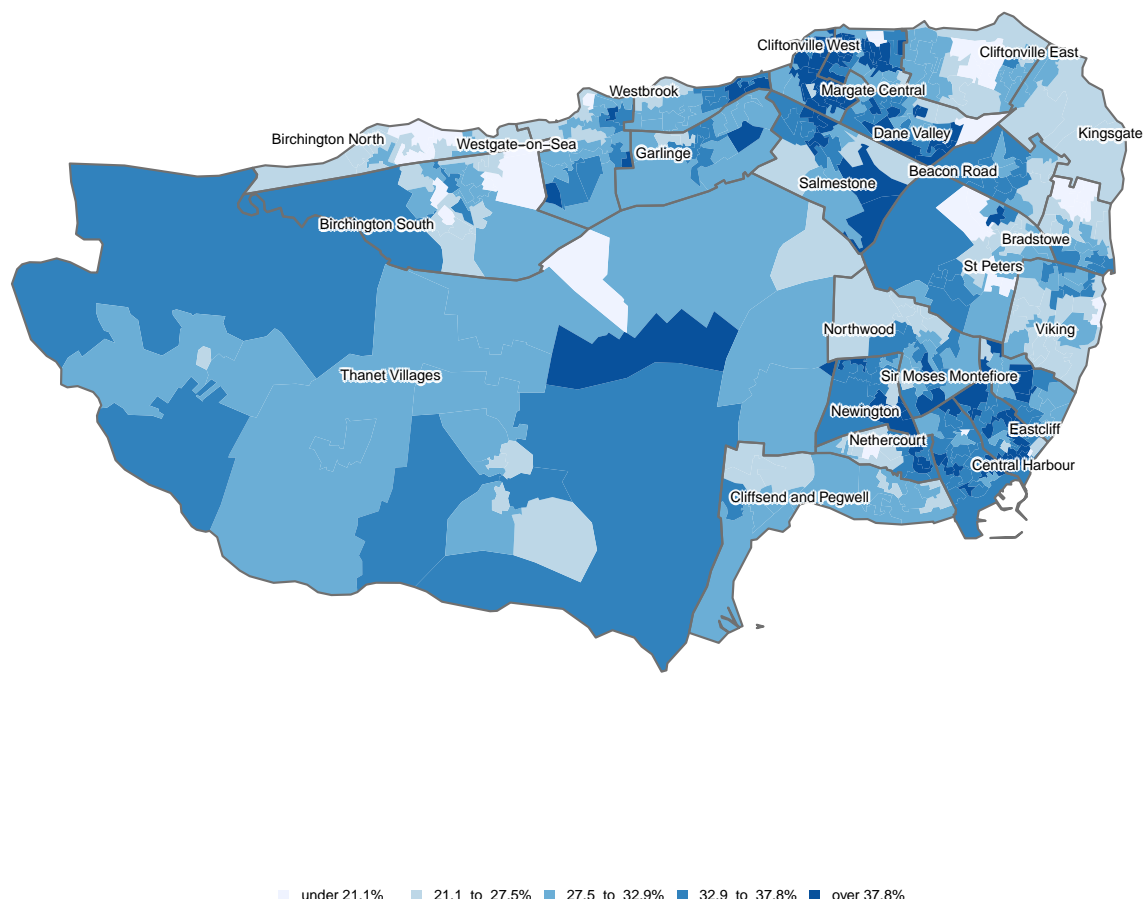 Cliftonville West
Cliftonville East
Westbrook
Margate Central
Birchington North
Westgate−on−Sea
Garlinge
Dane Valley
Kingsgate
Salmestone
Beacon Road
Birchington South
Bradstowe
St Peters
Northwood
Viking
Thanet Villages
Sir Moses Montefiore
Newington
Nethercourt
Eastcliff
Central Harbour
Cliffsend and Pegwell
under 21.1% 21.1 to 27.5% 27.5 to 32.9% 32.9 to 37.8% over 37.8%